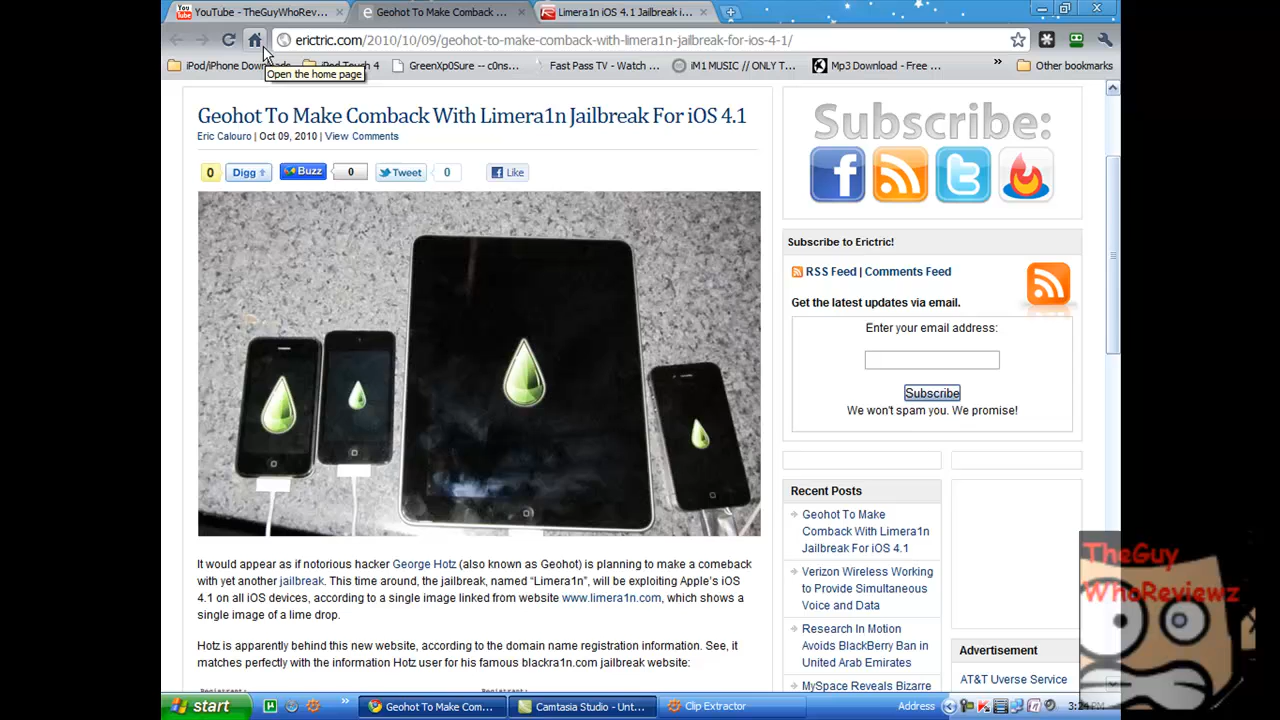 YouTube - TheGuyWhoRev...
Geohot To Make Comback ...
Limera1n iOS 4.1 Jailbreak i...
erictric.com/2010/10/09/geohot-to-make-comback-with-limera1n-jailbreak-for-ios-4-1/
iPod/iPhone Dow
iPod Touch 4
GreenXp0Sure -- c0ns...
Fast Pass TV - Watch ...
iM1 MUSIC // ONLY T...
Mp3 Download - Free ...
»
Other bookmarks
Open the home page
Geohot To Make Comback With Limera1n Jailbreak For iOS 4.1
Eric Calouro | Oct 09, 2010 | View Comments
0
Digg
Buzz
0
Tweet
0
Like
It would appear as if notorious hacker George Hotz (also known as Geohot) is planning to make a comeback
with yet another jailbreak. This time around, the jailbreak, named “Limera1n”, will be exploiting Apple’s iOS
4.1 on all iOS devices, according to a single image linked from website www.limera1n.com, which shows a
single image of a lime drop.
Hotz is apparently behind this new website, according to the domain name registration information. See, it
matches perfectly with the information Hotz user for his famous blackra1n.com jailbreak website:
Subscribe:
Subscribe to Erictric!
RSS Feed | Comments Feed
Get the latest updates via email.
Enter your email address:
Subscribe
We won't spam you. We promise!
Recent Posts
Geohot To Make
Comback With Limera1n
Jailbreak For iOS 4.1
Verizon Wireless Working
to Provide Simultaneous
Voice and Data
Research In Motion
Avoids BlackBerry Ban in
United Arab Emirates
MySpace Reveals Bizarre
Advertisement
AT&T Uverse Service
TheGuy
WhoReviewz
start
»
Geohot To Make Com...
Camtasia Studio - Unt...
Clip Extractor
Address
3:24 PM